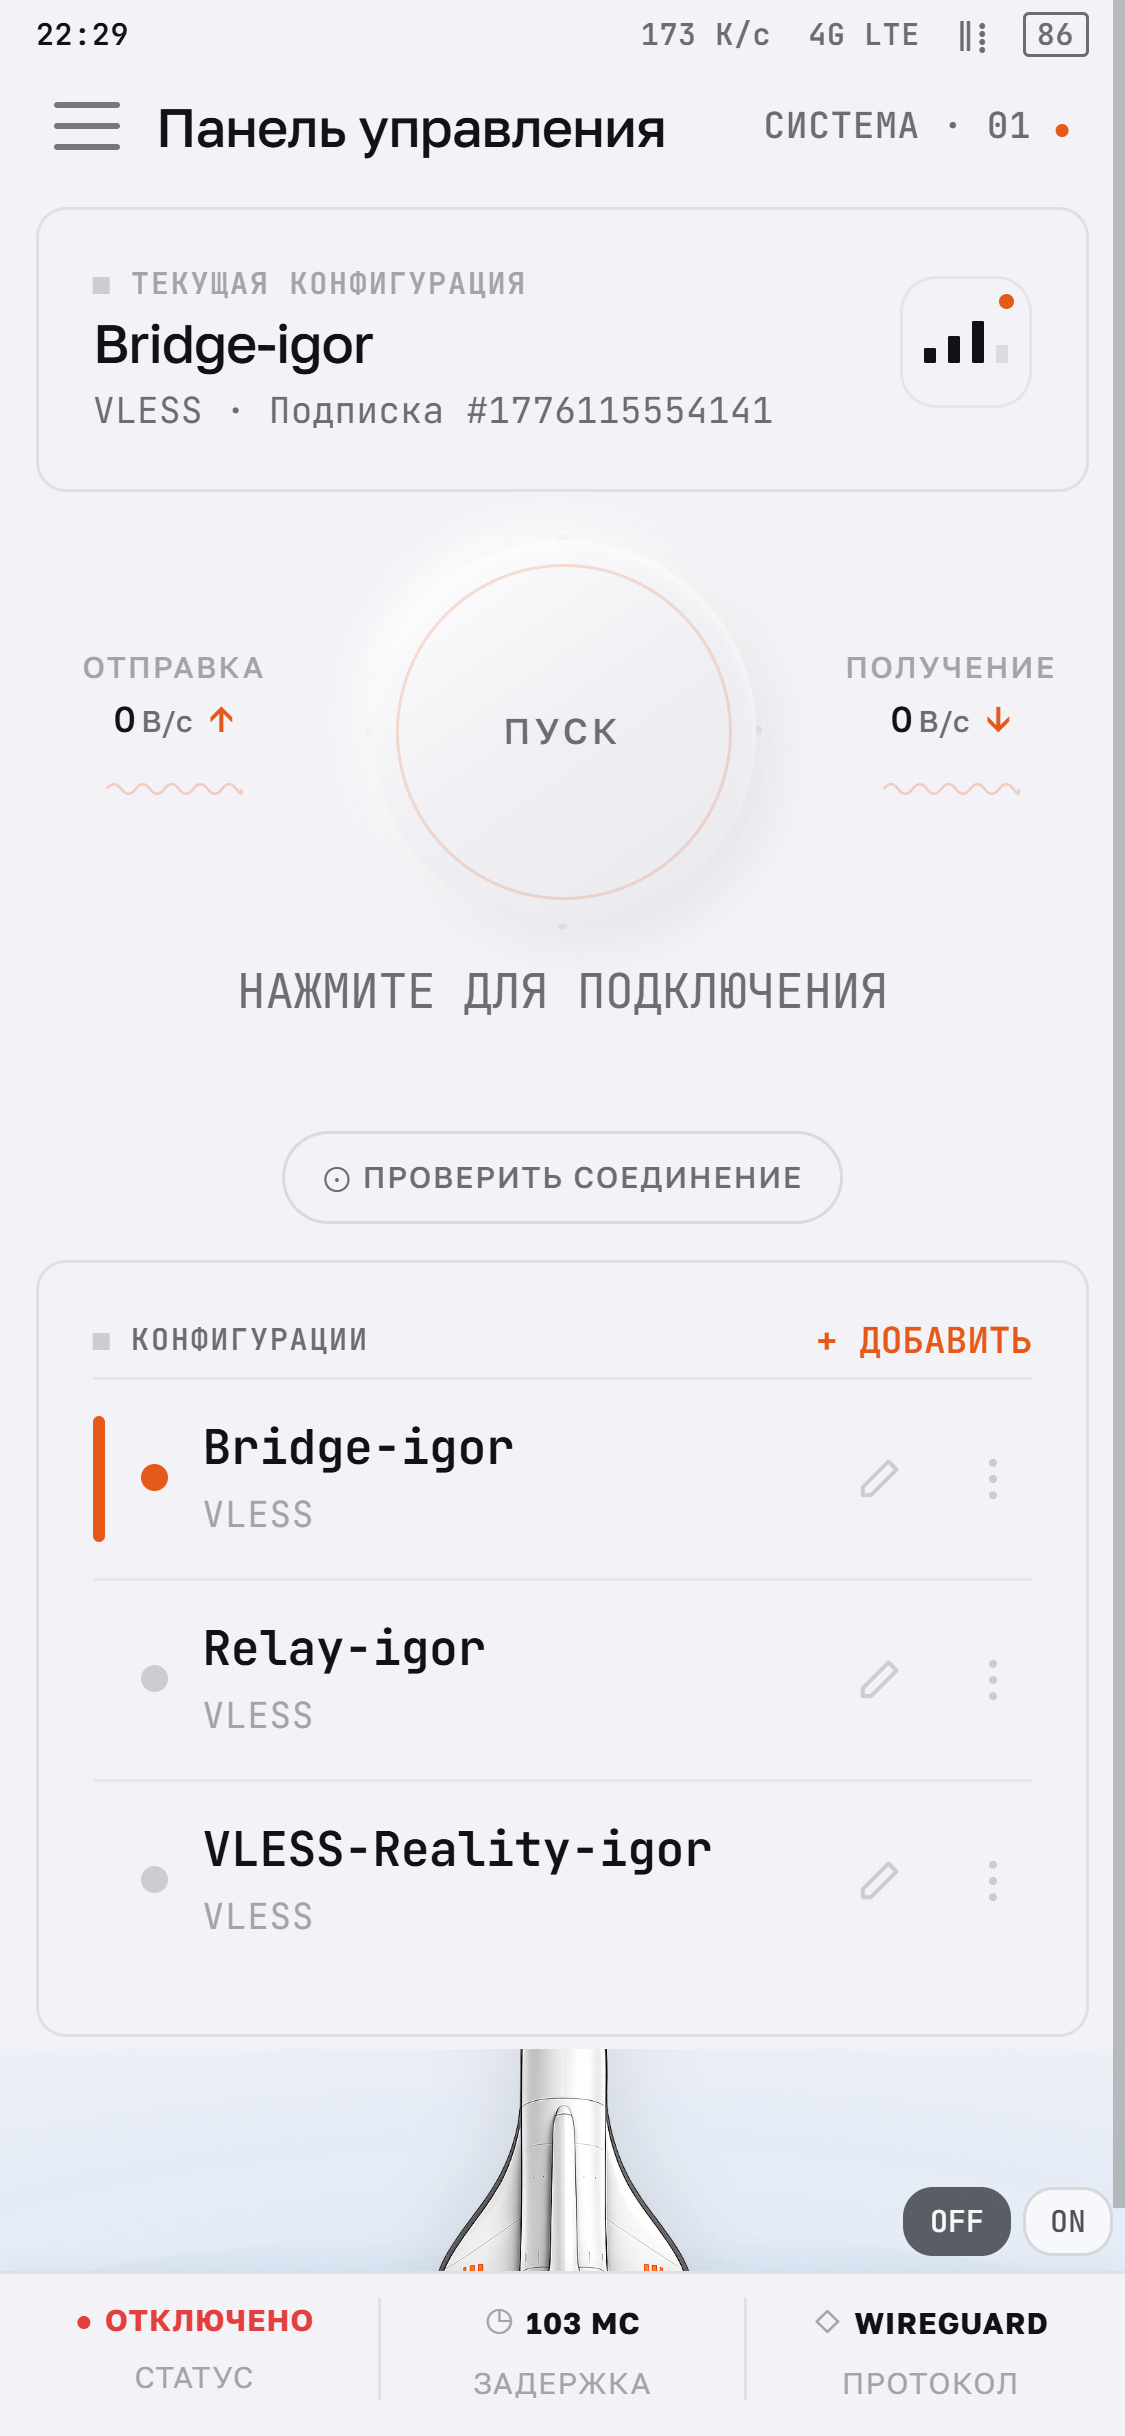 22:29
173 К/с 4G LTE 86
Панель управления
СИСТЕМА · 01
ТЕКУЩАЯ КОНФИГУРАЦИЯ
Bridge-igor
VLESS · Подписка #1776115554141
ОТПРАВКА
0 B/c ↑
ПУСК
ПОЛУЧЕНИЕ
0 B/c ↓
НАЖМИТЕ ДЛЯ ПОДКЛЮЧЕНИЯ
ПРОВЕРИТЬ СОЕДИНЕНИЕ
КОНФИГУРАЦИИ
+ ДОБАВИТЬ
Bridge-igor
VLESS
Relay-igor
VLESS
VLESS-Reality-igor
VLESS
OFF ON
ОТКЛЮЧЕНО
СТАТУС
103 МС
ЗАДЕРЖКА
WIREGUARD
ПРОТОКОЛ